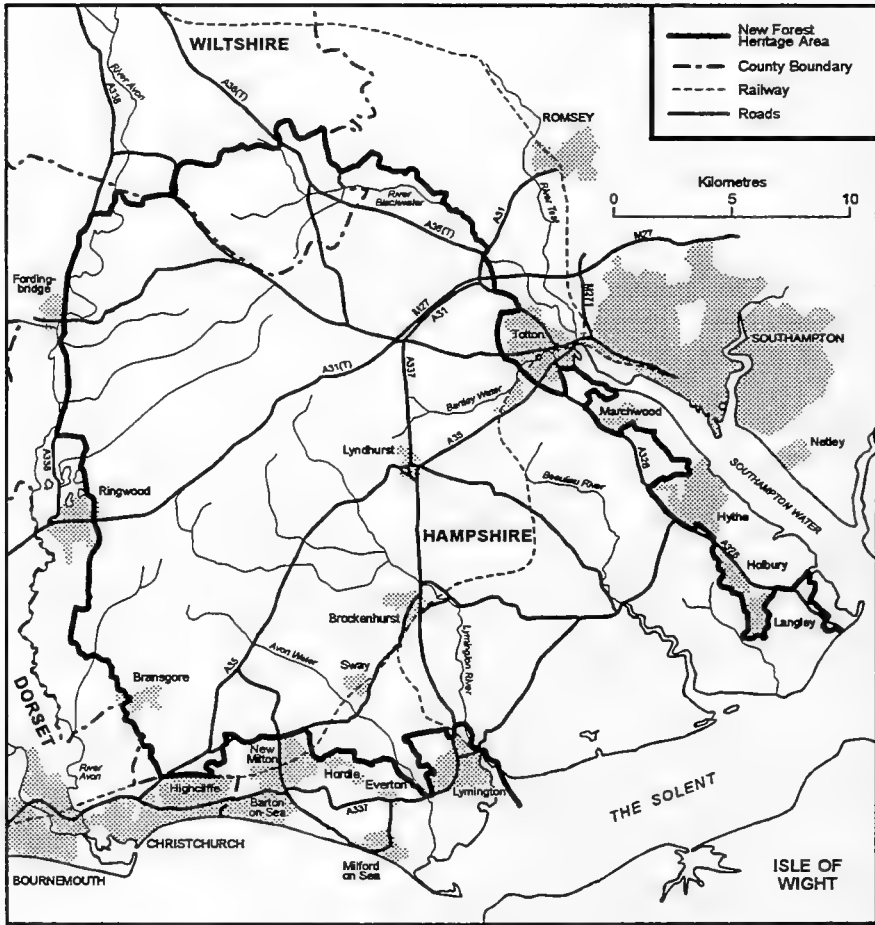 WILTSHIRE
New Forest
Heritage Area
County Boundary
Railway
Roads
River Avon
A338
A36(T)
ROMSEY
Kilometres
0 5 10
River Test
A31
River
Blackwater
A36(T)
M27
M271
Fording-
bridge
M27
A31
Totton
SOUTHAMPTON
A31(T)
A337
Bartley Water
Marchwood
A35
Lyndhurst
A326
Netley
Beaulieu River
SOUTHAMPTON WATER
A338
Ringwood
Hythe
HAMPSHIRE
A326
Holbury
Brockenhurst
Langley
Lymington River
Avon Water
Sway
A35
Bransgore
DORSET
River
Avon
New
Milton
Hordle
Everton
Lymington
Highcliffe
Barton
on-Sea
A337
THE SOLENT
CHRISTCHURCH
Milford
on Sea
BOURNEMOUTH
ISLE OF
WIGHT